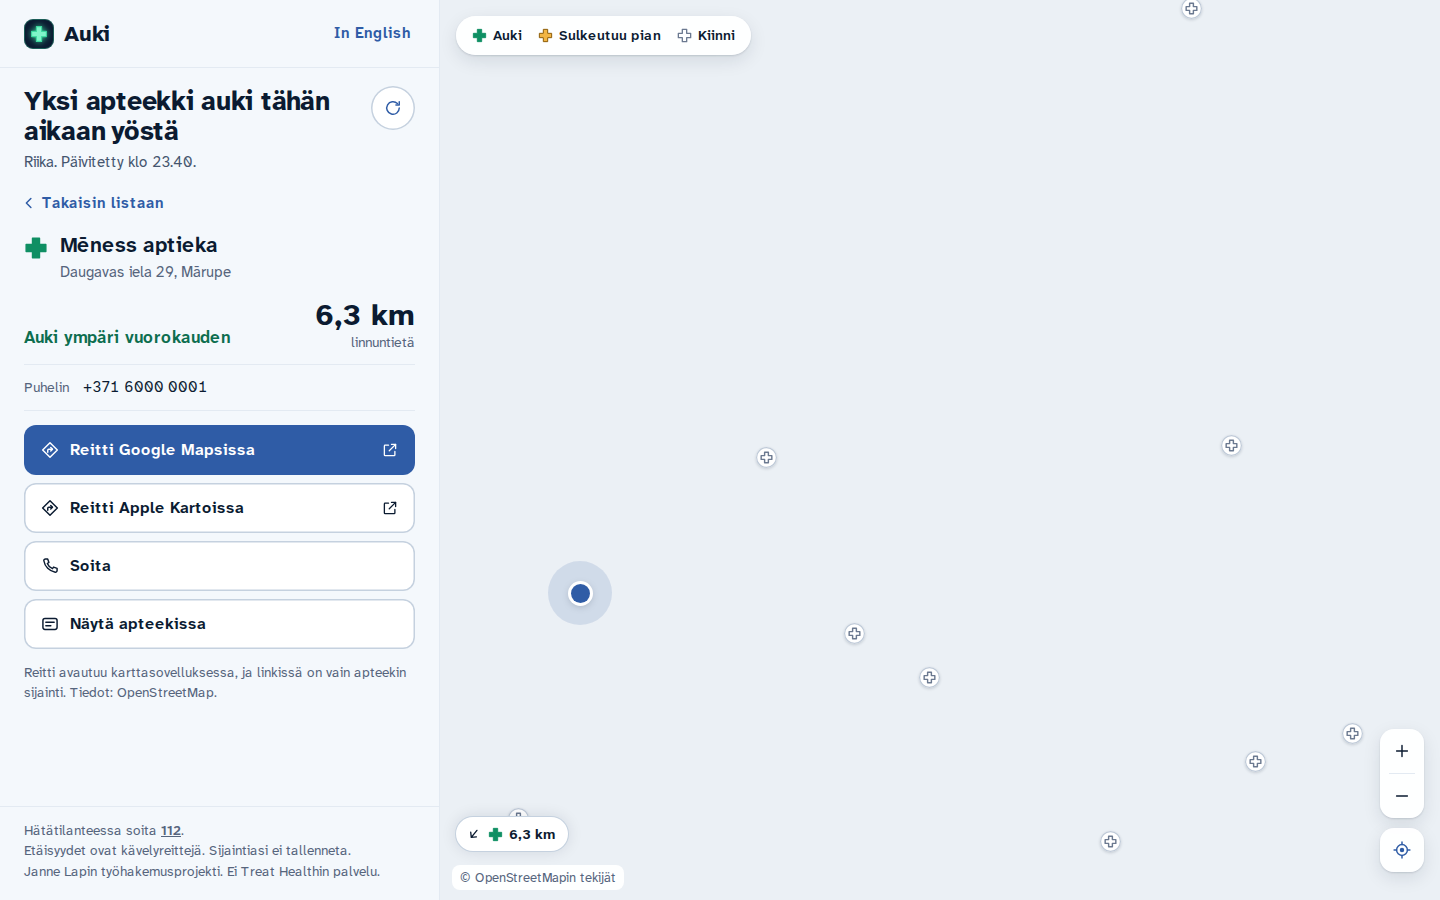 Auki
In English
Yksi apteekki auki tähän
aikaan yöstä
Riika. Päivitetty klo 23.40.
Takaisin listaan
Mēness aptieka
Daugavas iela 29, Mārupe
6,3 km
Auki ympäri vuorokauden
linnuntietä
Puhelin +371 6000 0001
Reitti Google Mapsissa
Reitti Apple Kartoissa
Soita
Näytä apteekissa
Reitti avautuu karttasovelluksessa, ja linkissä on vain apteekin
sijainti. Tiedot: OpenStreetMap.
Hätätilanteessa soita 112.
Etäisyydet ovat kävelyreittejä. Sijaintiasi ei tallenneta.
Janne Lapin työhakemusprojekti. Ei Treat Healthin palvelu.
Auki Sulkeutuu pian Kiinni
6,3 km
© OpenStreetMapin tekijät